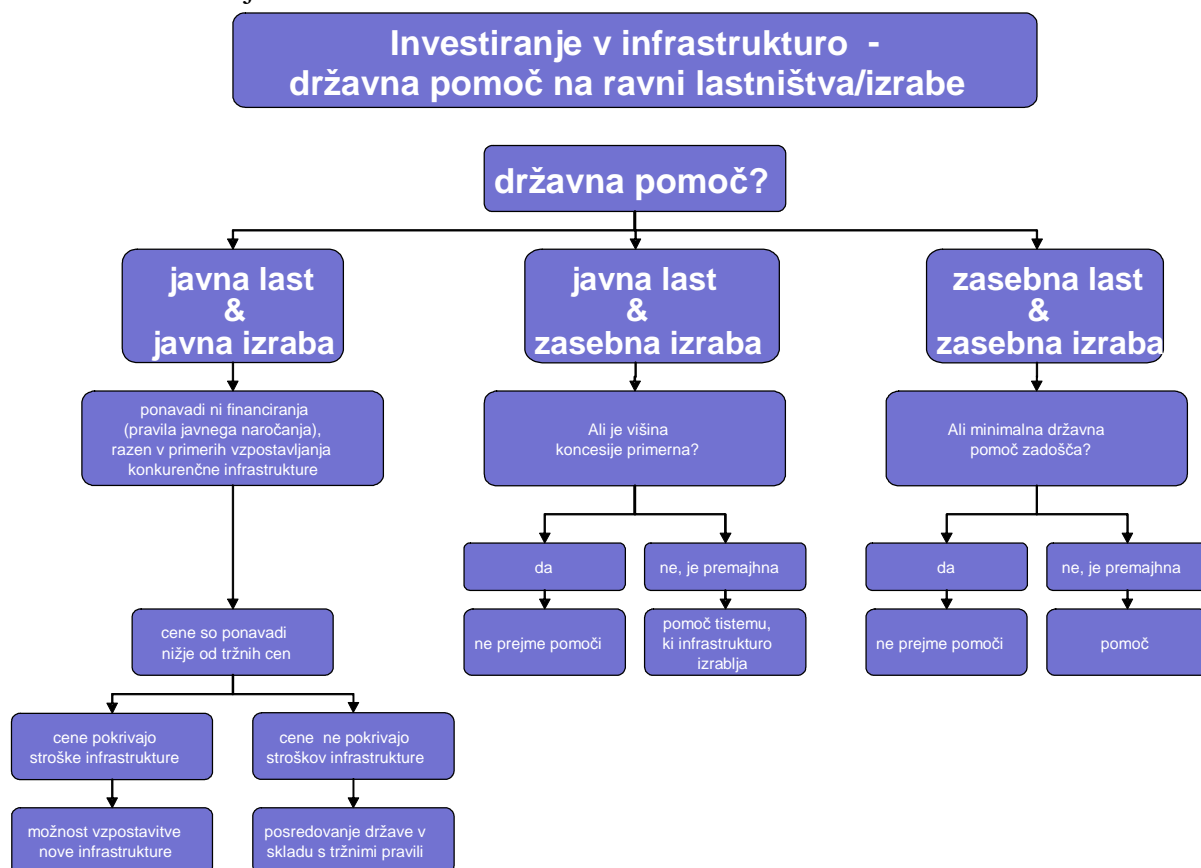 Investiranje v infrastrukturo -
državna pomoč na ravni lastništva/izrabe
državna pomoč?
javna last
&
javna izraba
javna last
&
zasebna izraba
zasebna last
&
zasebna izraba
ponavadi ni financiranja
(pravila javnega naročanja),
razen v primerih vzpostavljanja
konkurenčne infrastrukture
Ali je višina
koncesije primerna?
Ali minimalna državna
pomoč zadošča?
da
ne, je premajhna
da
ne, je premajhna
cene so ponavadi
nižje od tržnih cen
ne prejme pomoči
pomoč tistemu,
ki infrastrukturo
izrablja
ne prejme pomoči
pomoč
cene pokrivajo
stroške infrastrukture
cene ne pokrivajo
stroškov infrastrukture
možnost vzpostavitve
nove infrastrukture
posredovanje države v
skladu s tržnimi pravili